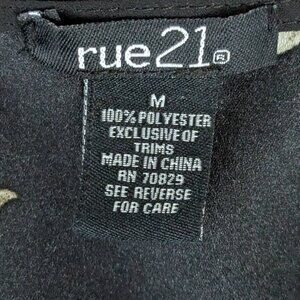 rue21®
M
100% POLYESTER
EXCLUSIVE OF
TRIMS
MADE IN CHINA
RN 70829
SEE REVERSE
FOR CARE